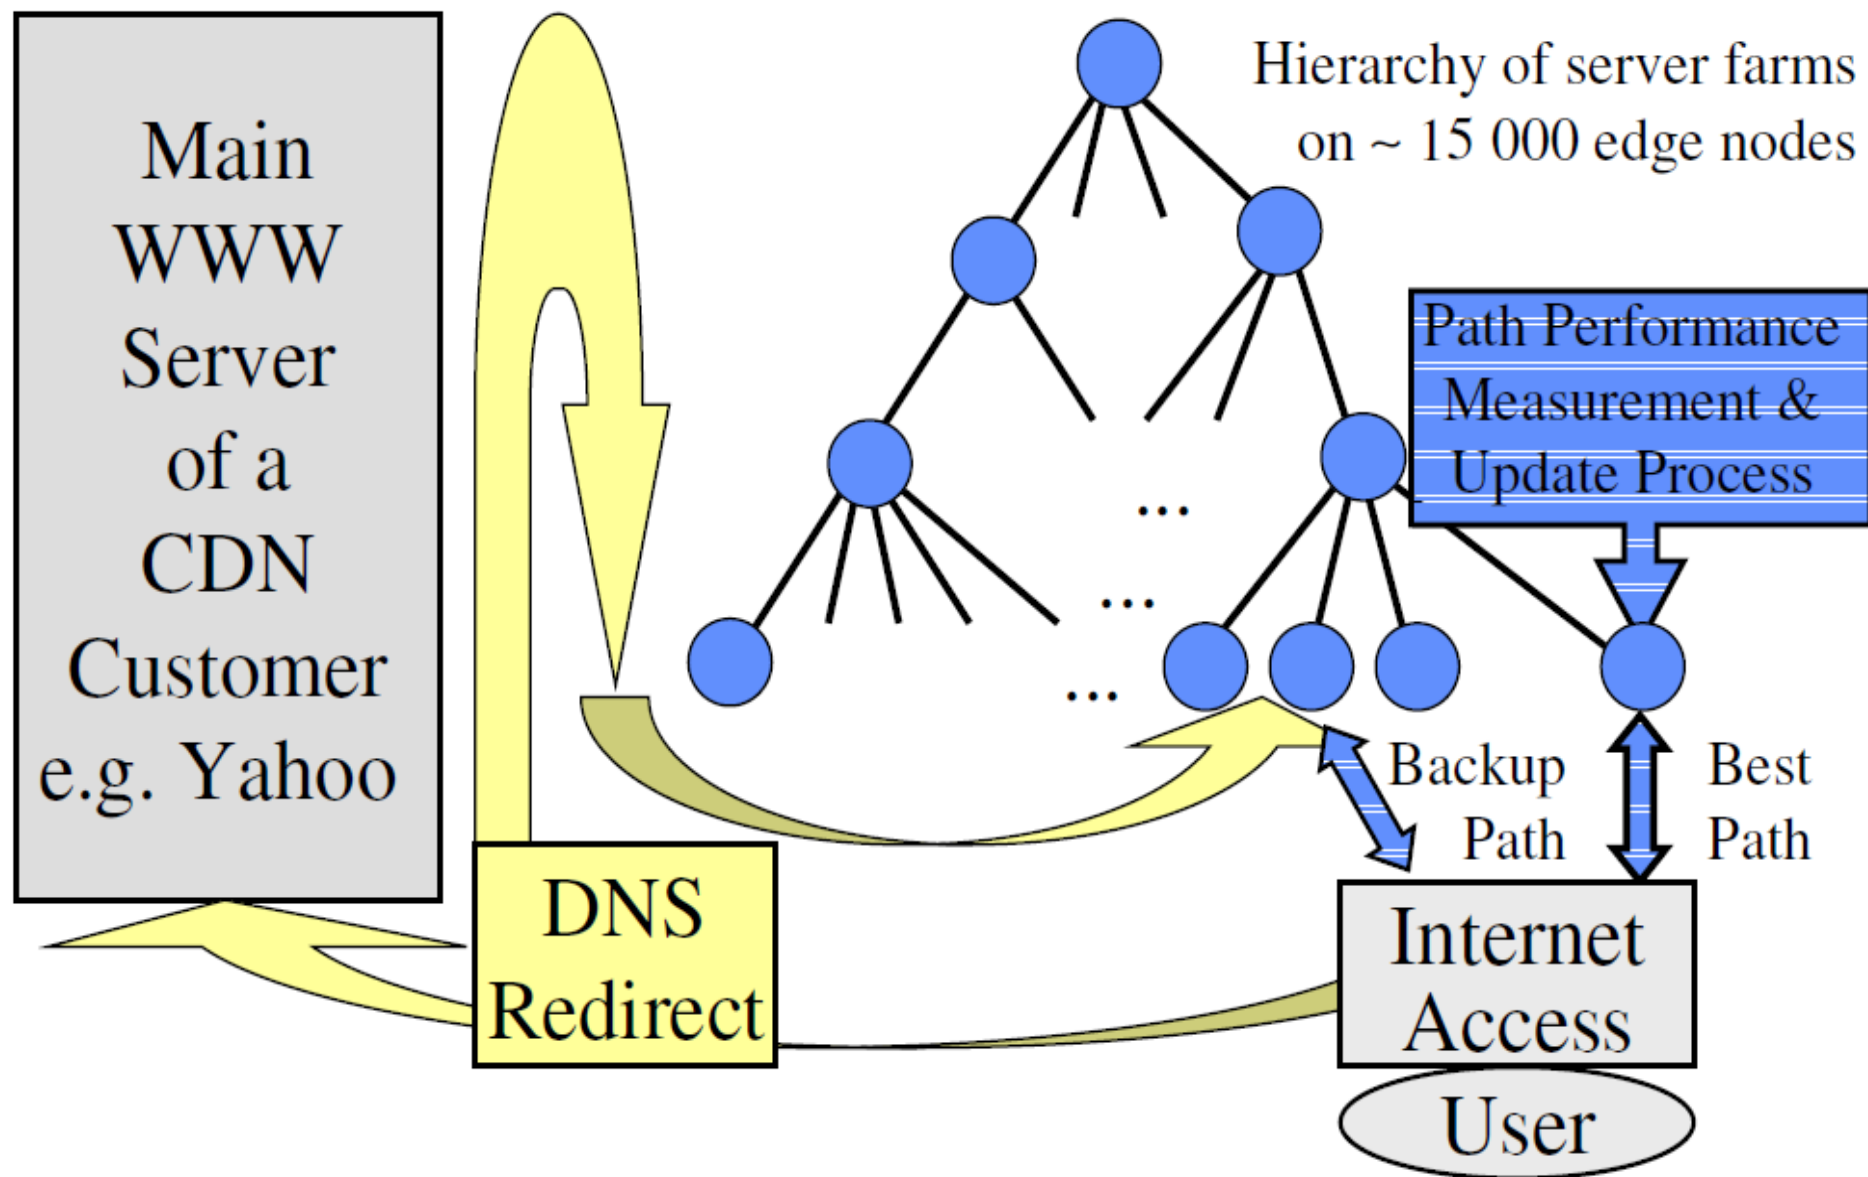 Main
WWW
Server
of a
CDN
Customer
e.g. Yahoo
Hierarchy of server farms
on ~ 15 000 edge nodes
Path Performance
Measurement &
Update Process
...
...
...
Backup
Path
Best
Path
DNS
Redirect
Internet
Access
User